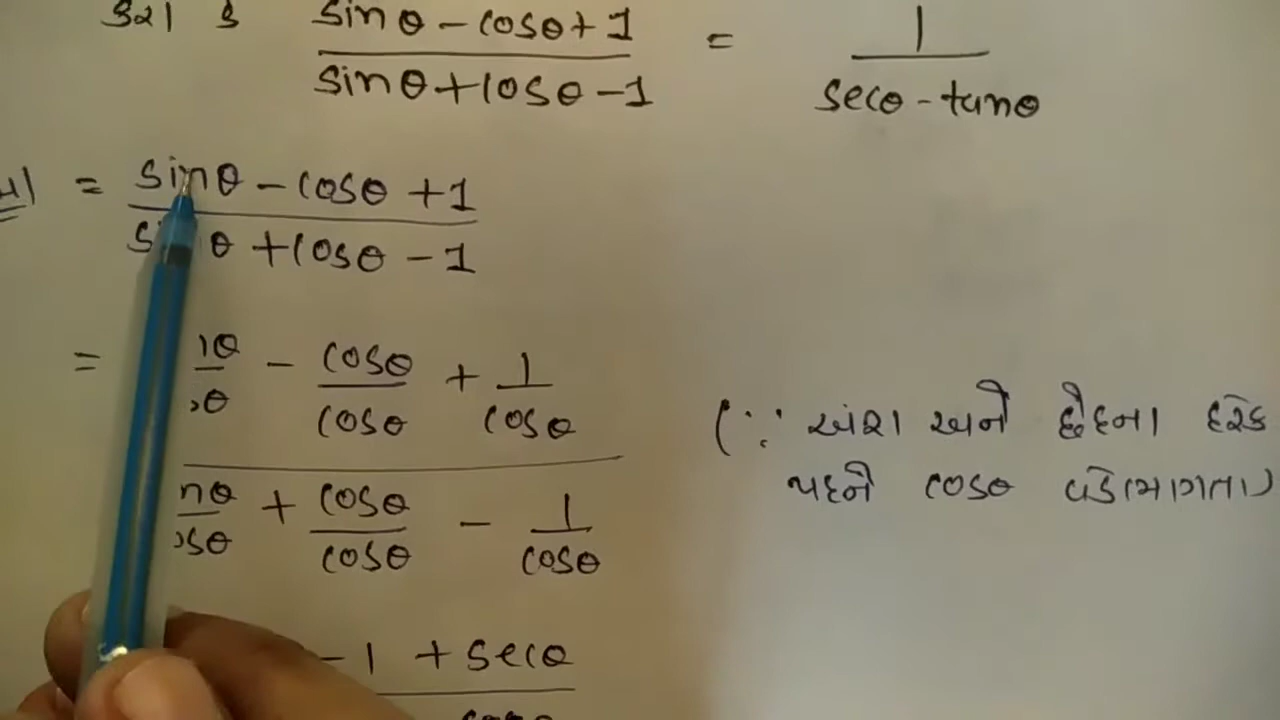 sinθ - cosθ + 1 / sinθ + cosθ - 1 = 1 / secθ - tanθ
= sinθ - cosθ + 1 / θ + cosθ - 1
= - cosθ / cosθ + 1 / cosθ
+ cosθ / cosθ - 1 / cosθ
(∵ અંશ અને છેદના દરેક
પદને cosθ વડે ભાગતા)
- 1 + secθ